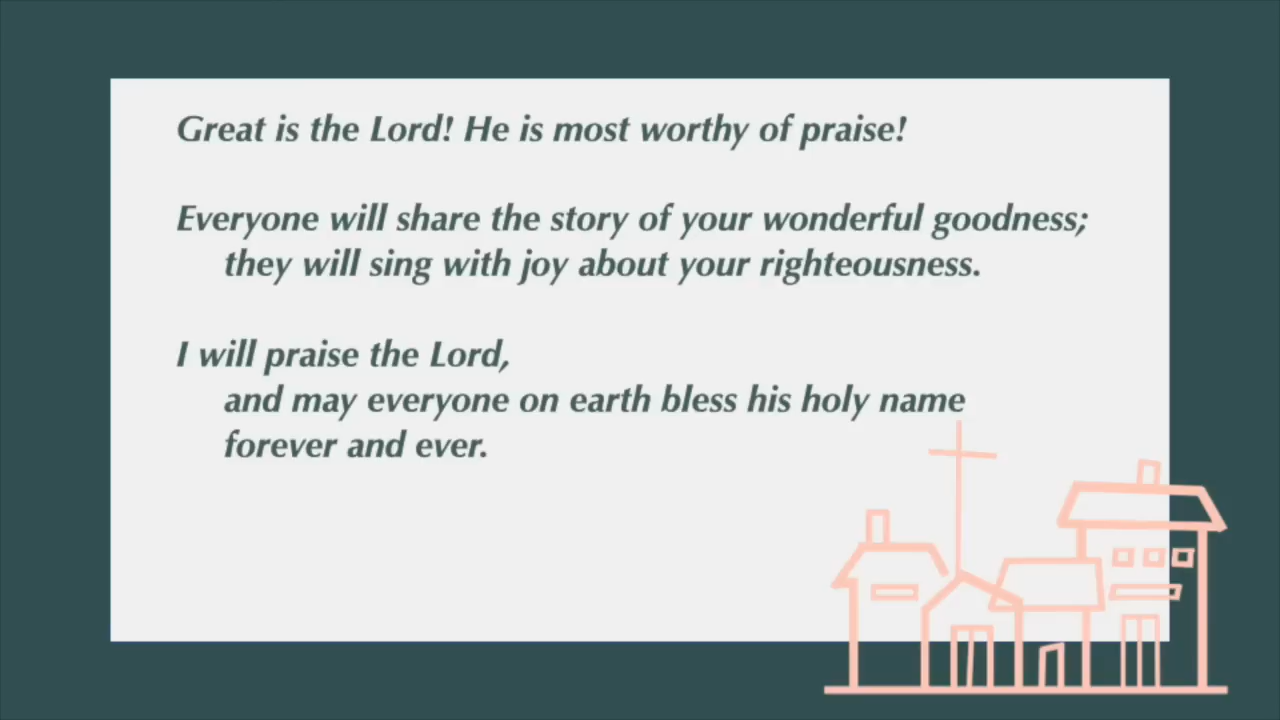 Great is the Lord! He is most worthy of praise!
Everyone will share the story of your wonderful goodness;
they will sing with joy about your righteousness.
I will praise the Lord,
and may everyone on earth bless his holy name
forever and ever.